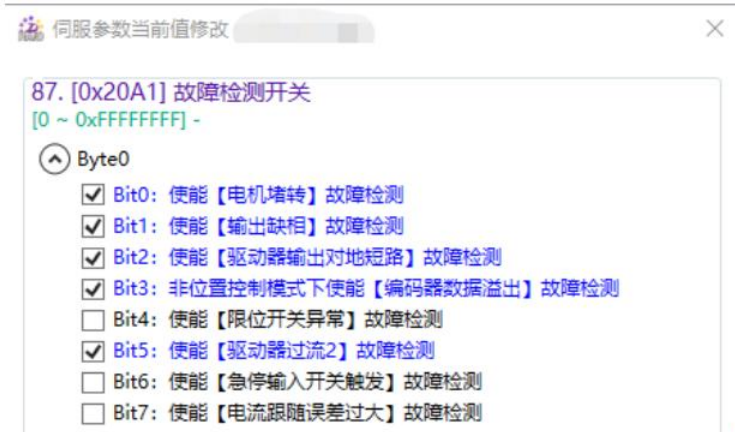 伺服参数当前值修改
87. [0x20A1] 故障检测开关
[0 ~ 0xFFFFFFFF] -
Byte0
Bit0：使能【电机堵转】故障检测
Bit1：使能【输出缺相】故障检测
Bit2：使能【驱动器输出对地短路】故障检测
Bit3：非位置控制模式下使能【编码器数据溢出】故障检测
Bit4：使能【限位开关异常】故障检测
Bit5：使能【驱动器过流2】故障检测
Bit6：使能【急停输入开关触发】故障检测
Bit7：使能【电流跟随误差过大】故障检测